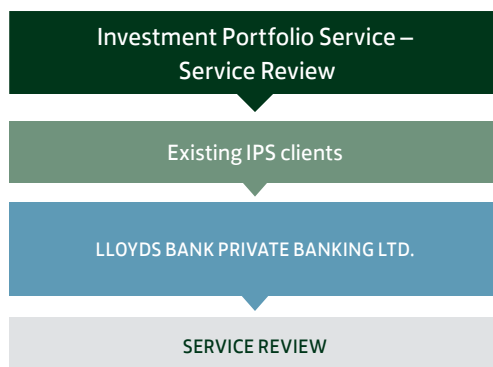 Investment Portfolio Service –
Service Review
Existing IPS clients
LLOYDS BANK PRIVATE BANKING LTD.
SERVICE REVIEW